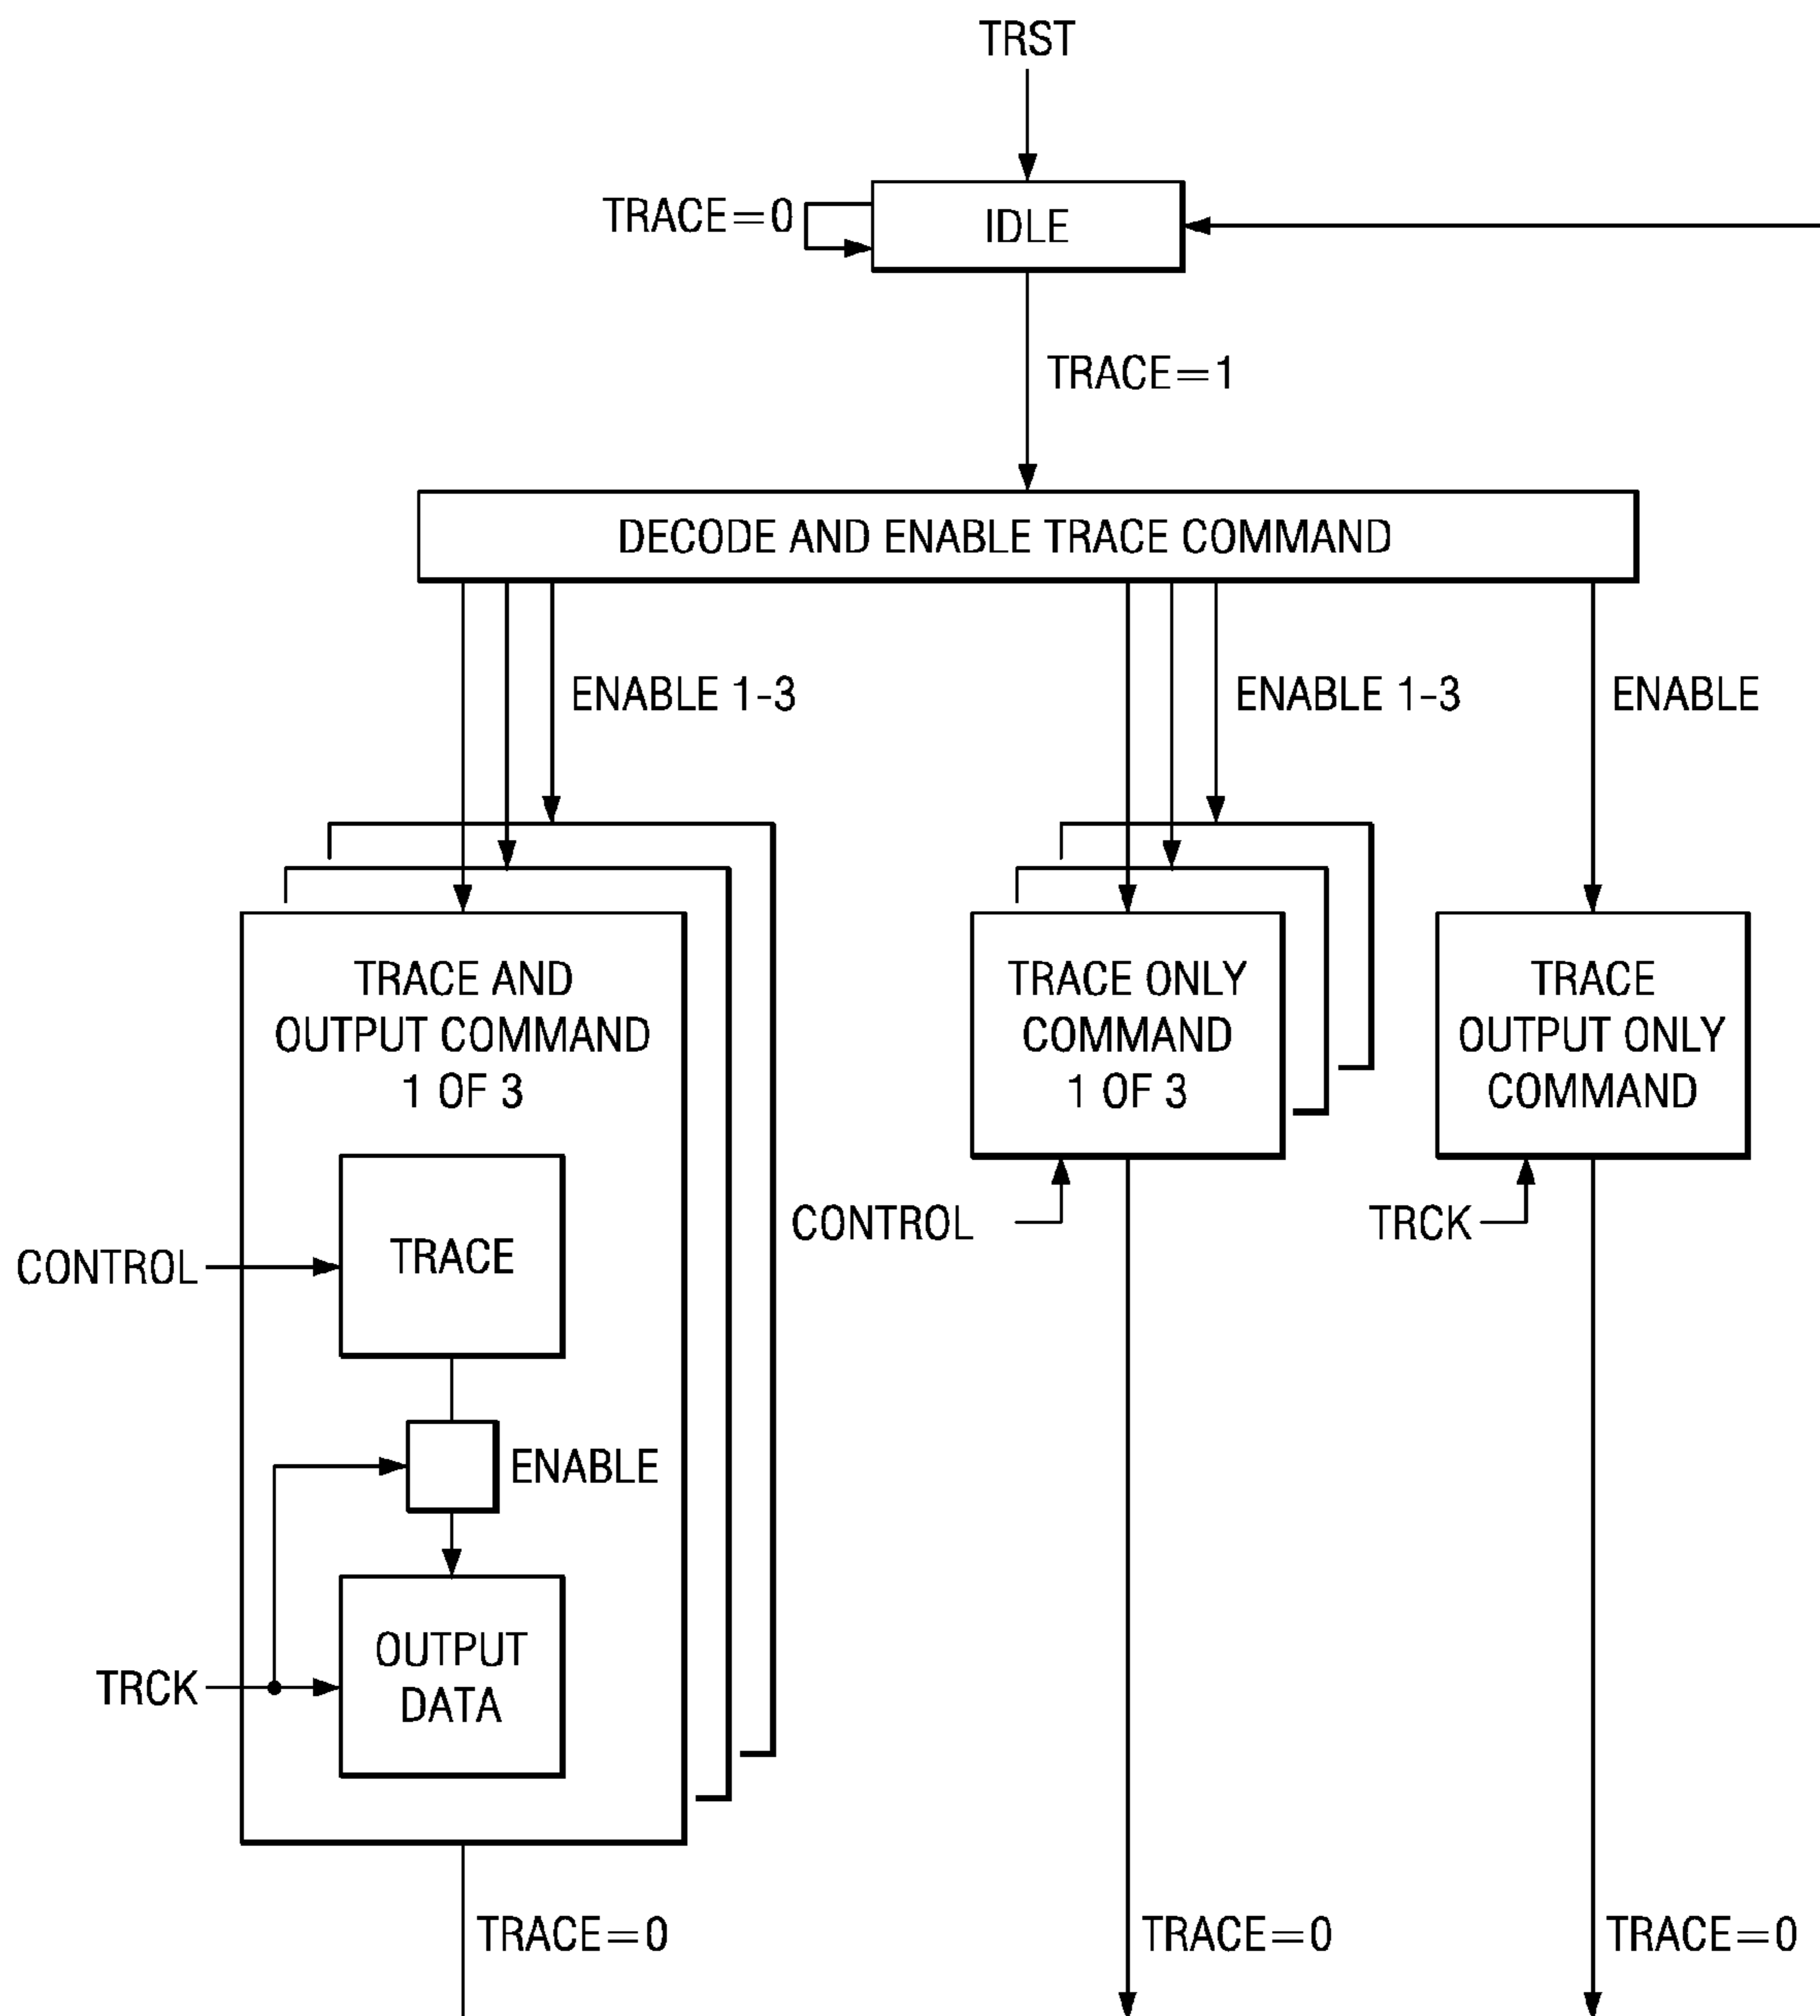 TRST
TRACE=0
IDLE
TRACE=1
DECODE AND ENABLE TRACE COMMAND
ENABLE 1-3
ENABLE 1-3
ENABLE
TRACE AND
OUTPUT COMMAND
1 OF 3
TRACE ONLY
COMMAND
1 OF 3
TRACE
OUTPUT ONLY
COMMAND
CONTROL
TRCK
CONTROL
TRACE
ENABLE
TRCK
OUTPUT
DATA
TRACE=0
TRACE=0
TRACE=0